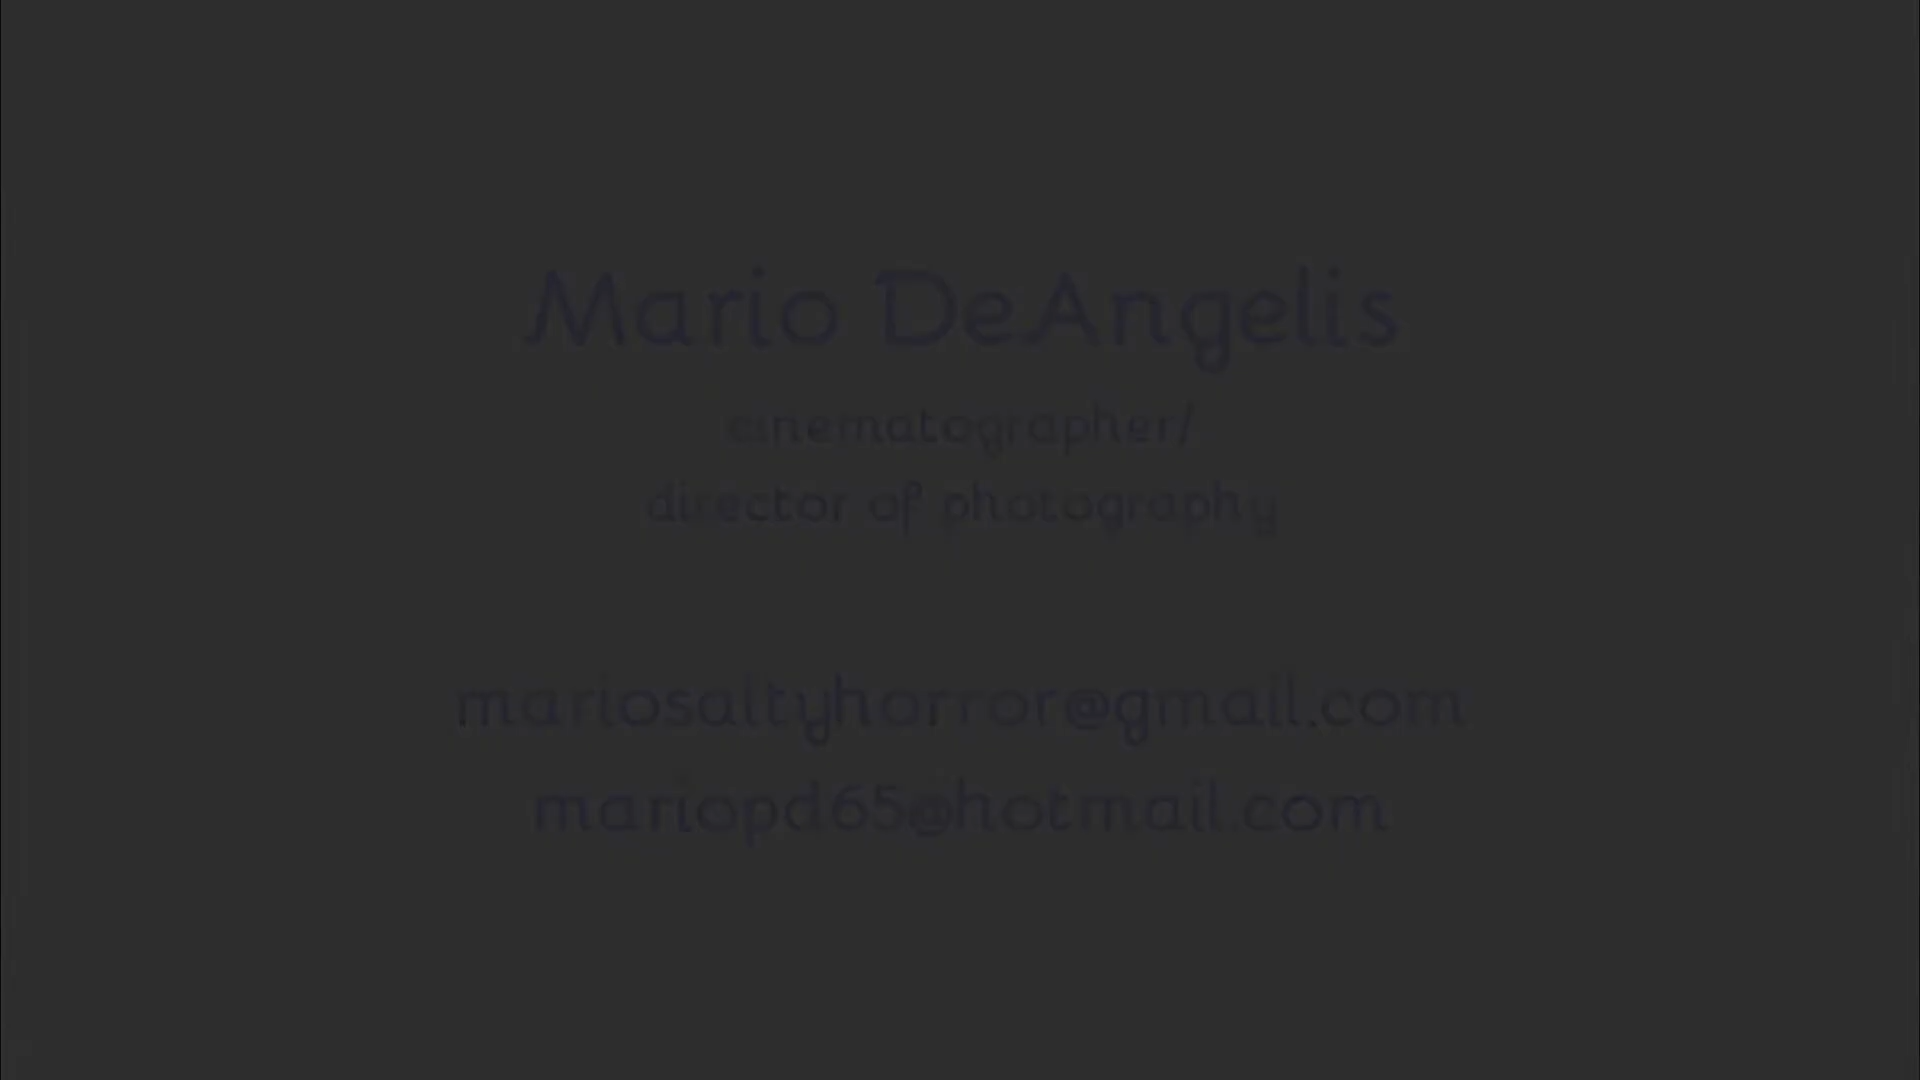 Mario DeAngelis
cinematographer/
director of photography
mariosaltyhorror@gmail.com
mariopd65@hotmail.com